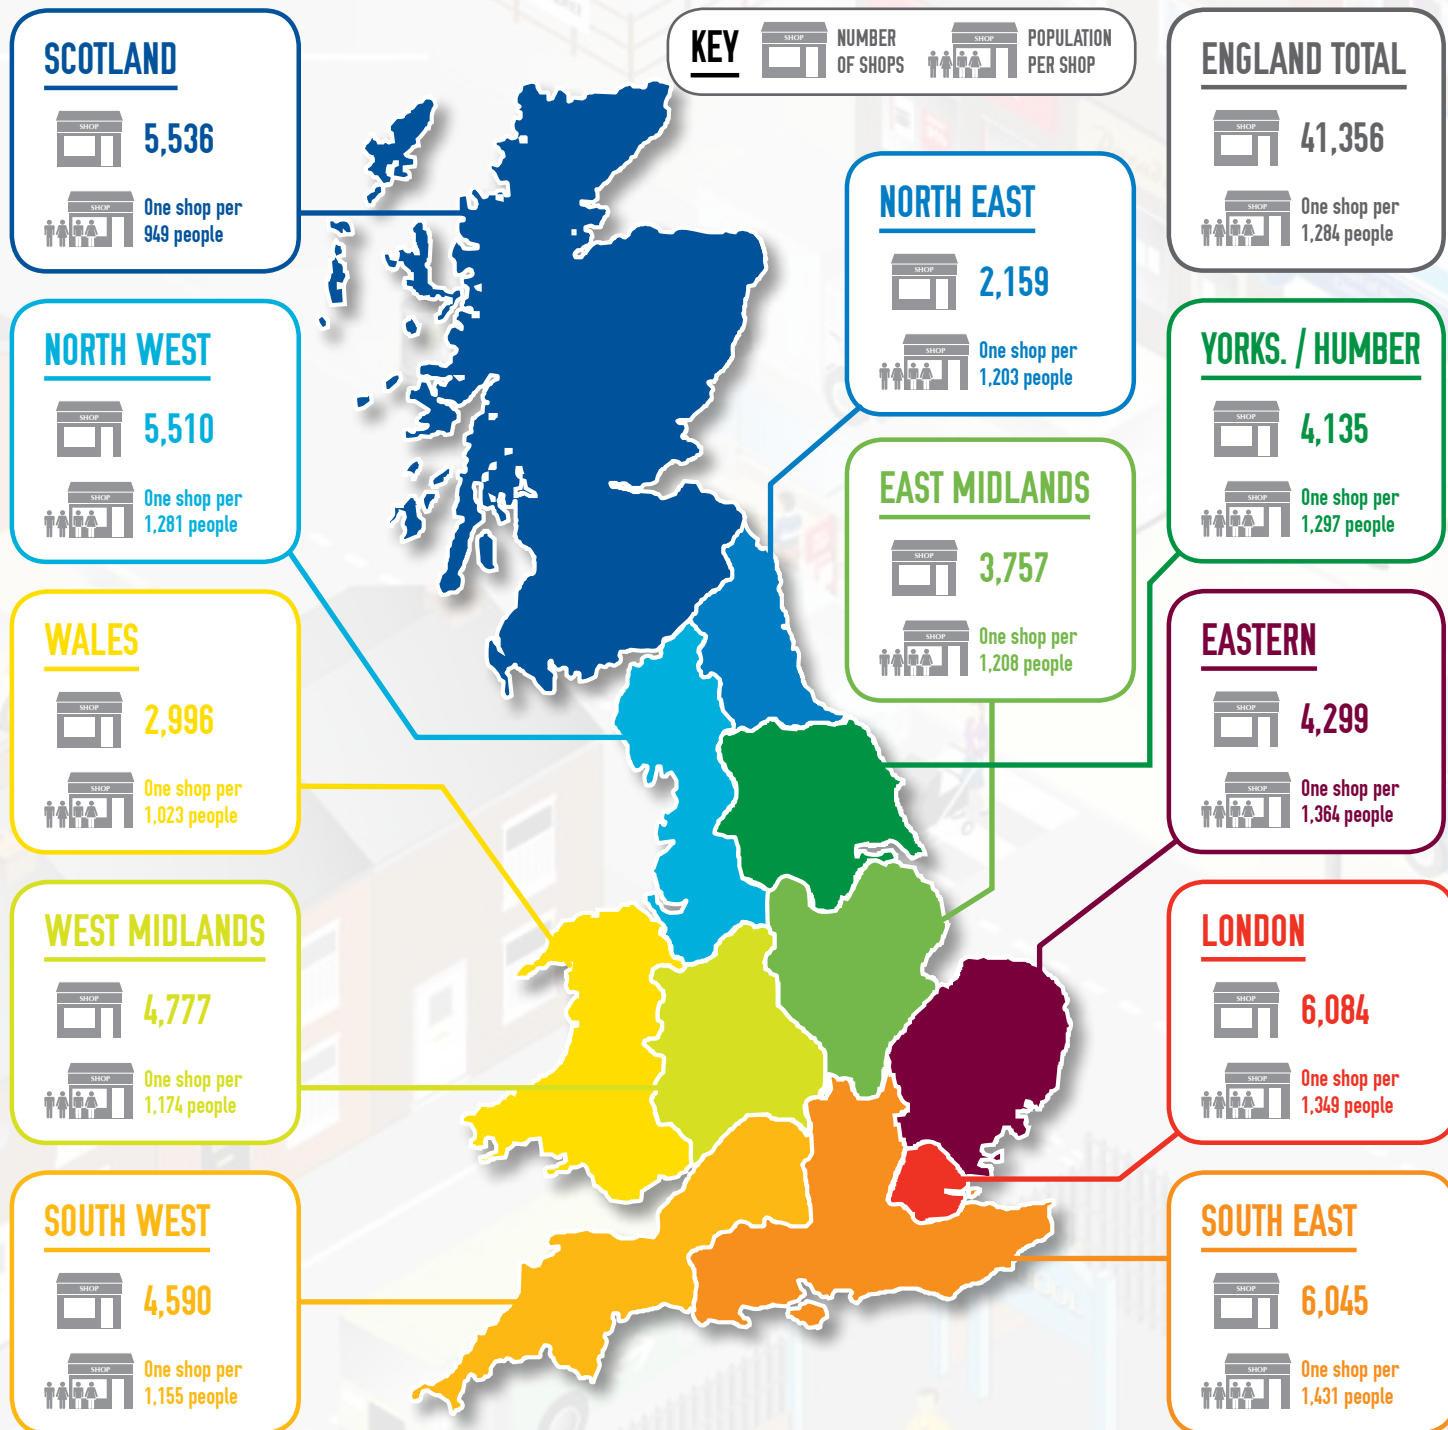 KEY
SHOP
NUMBER
OF SHOPS
SHOP
POPULATION
PER SHOP
SCOTLAND
SHOP
5,536
SHOP
One shop per
949 people
ENGLAND TOTAL
SHOP
41,356
SHOP
One shop per
1,284 people
NORTH EAST
SHOP
2,159
SHOP
One shop per
1,203 people
NORTH WEST
SHOP
5,510
SHOP
One shop per
1,281 people
YORKS. / HUMBER
SHOP
4,135
SHOP
One shop per
1,297 people
EAST MIDLANDS
SHOP
3,757
SHOP
One shop per
1,208 people
WALES
SHOP
2,996
SHOP
One shop per
1,023 people
EASTERN
SHOP
4,299
SHOP
One shop per
1,364 people
WEST MIDLANDS
SHOP
4,777
SHOP
One shop per
1,174 people
LONDON
SHOP
6,084
SHOP
One shop per
1,349 people
SOUTH WEST
SHOP
4,590
SHOP
One shop per
1,155 people
SOUTH EAST
SHOP
6,045
SHOP
One shop per
1,431 people